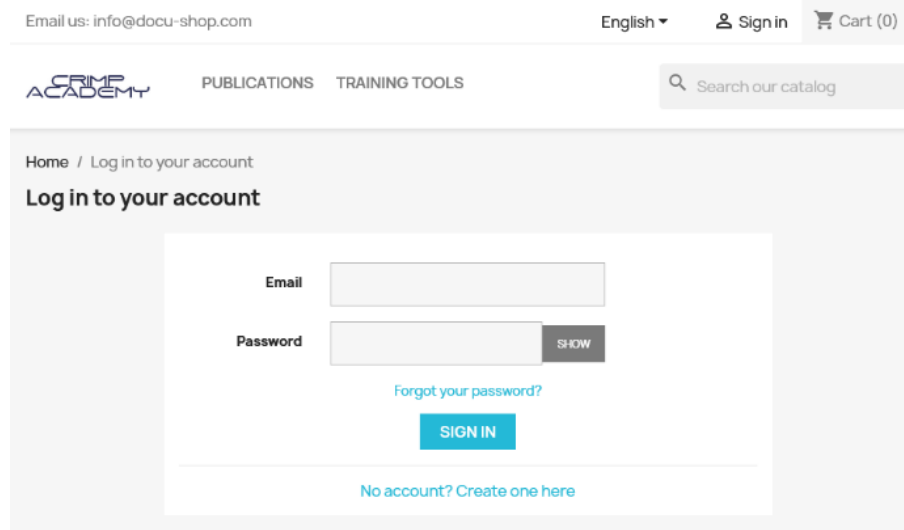 Email us: info@docu-shop.com English Sign in Cart (0)
CRIMP
ACADEMY
PUBLICATIONS TRAINING TOOLS Search our catalog
Home / Log in to your account
Log in to your account
Email
Password SHOW
Forgot your password?
SIGN IN
No account? Create one here